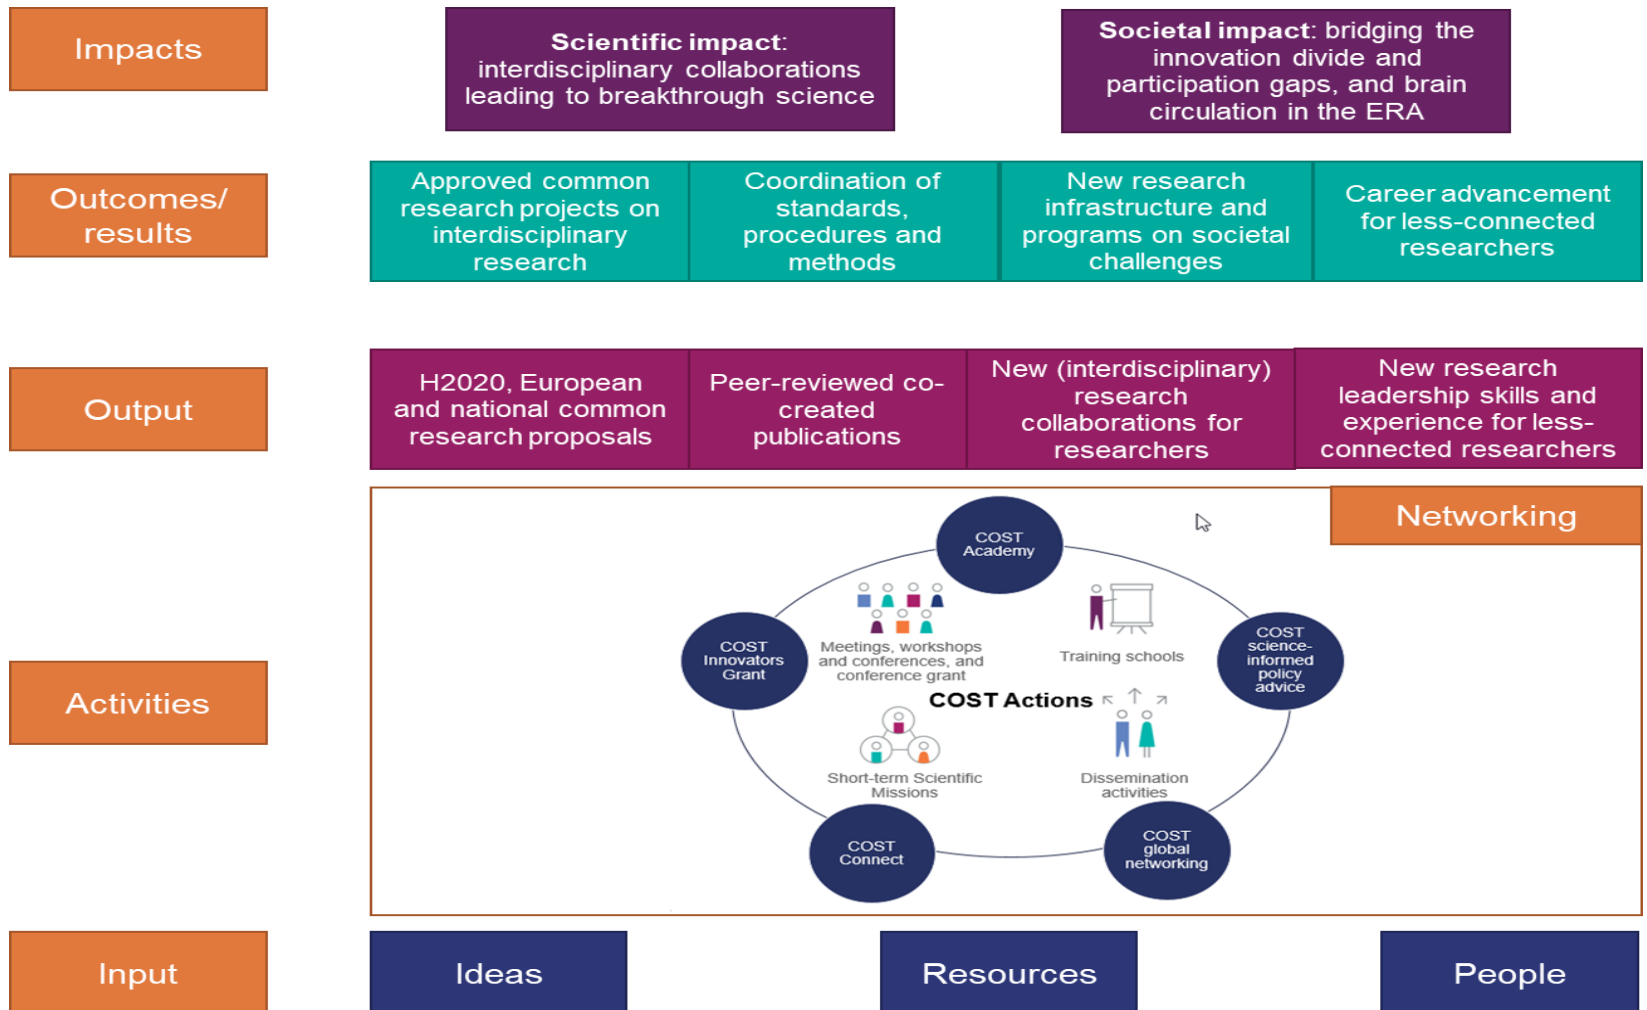 Impacts
Scientific impact:
interdisciplinary collaborations
leading to breakthrough science
Societal impact: bridging the
innovation divide and
participation gaps, and brain
circulation in the ERA
Outcomes/
results
Approved common
research projects on
interdisciplinary
research
Coordination of
standards,
procedures and
methods
New research
infrastructure and
programs on societal
challenges
Career advancement
for less-connected
researchers
Output
H2020, European
and national common
research proposals
Peer-reviewed co-
created
publications
New (interdisciplinary)
research
collaborations for
researchers
New research
leadership skills and
experience for less-
connected researchers
Networking
Activities
COST
Academy
COST
Innovators
Grant
Meetings, workshops
and conferences, and
conference grant
Training schools
COST
science-
informed
policy
advice
COST Actions
Short-term Scientific
Missions
Dissemination
activities
COST
Connect
COST
global
networking
Input
Ideas
Resources
People